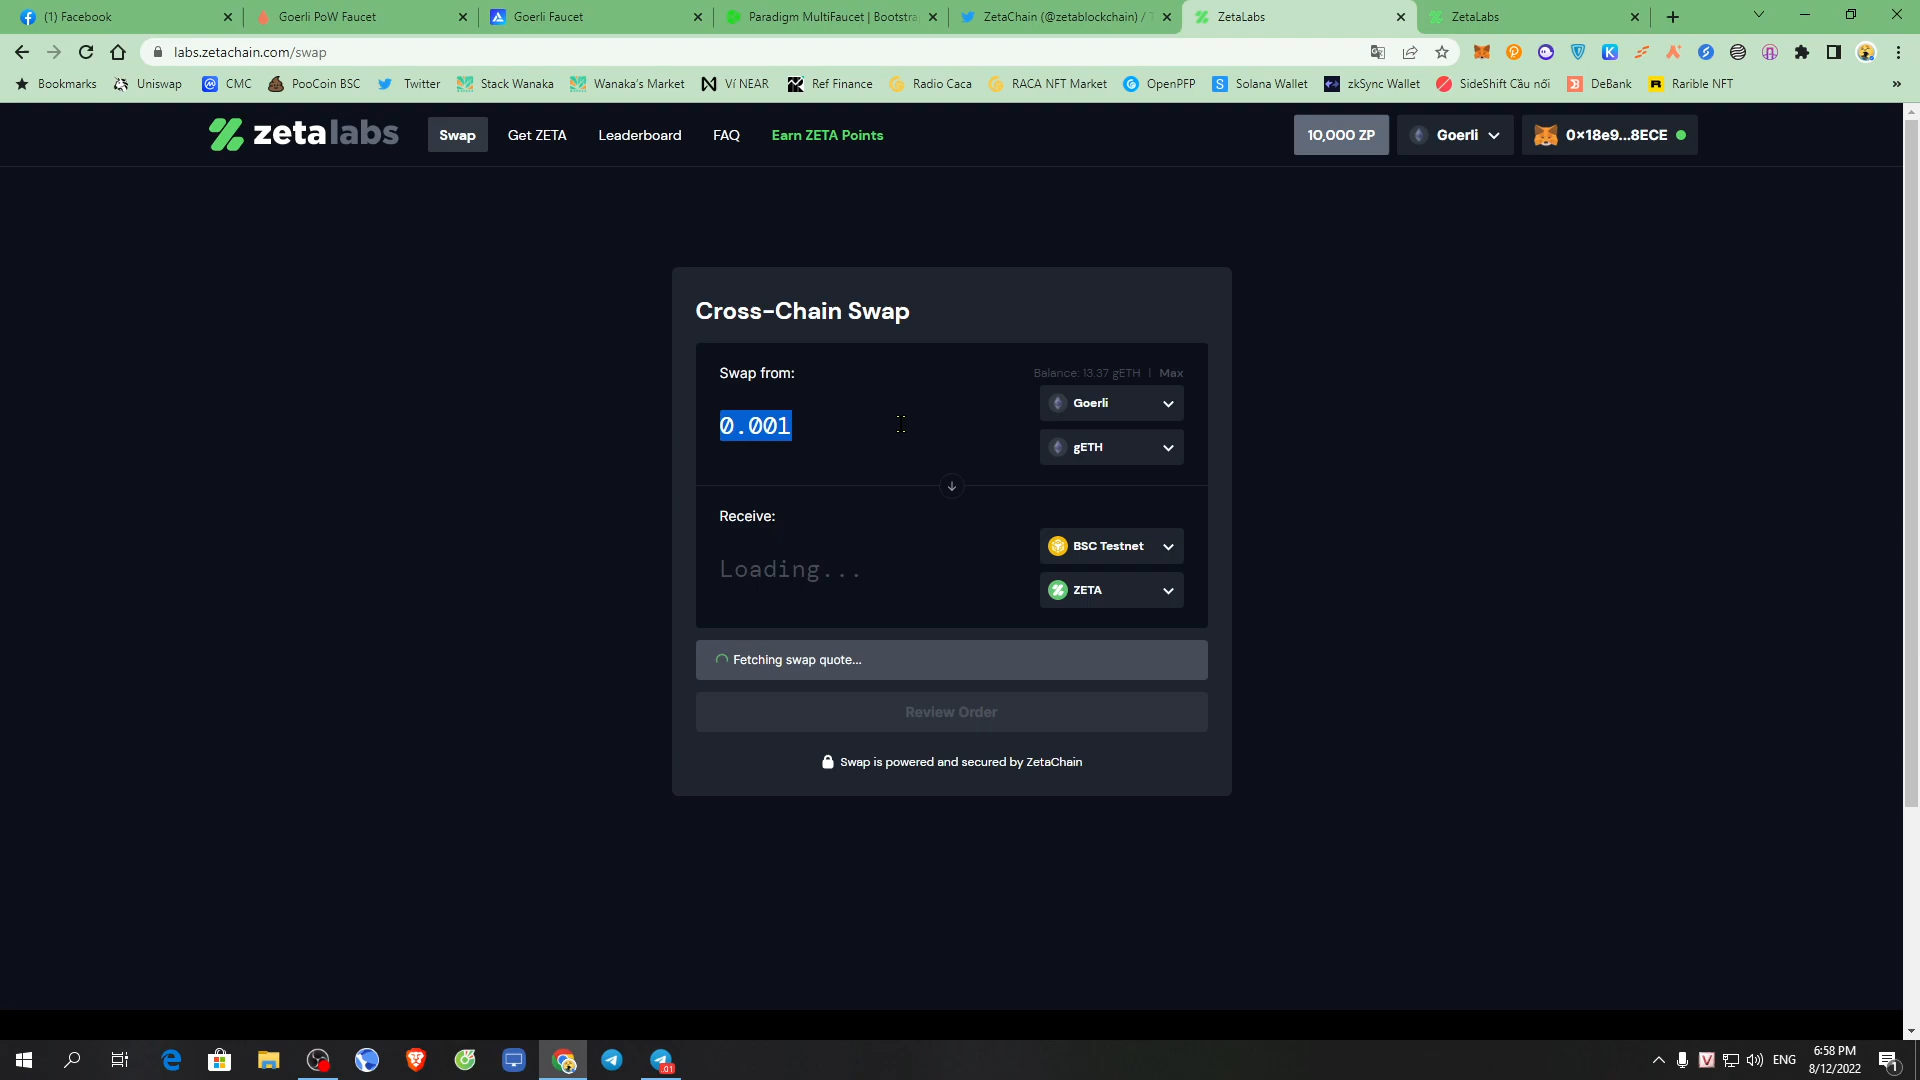 (1) Facebook
Goerli PoW Faucet
Goerli Faucet
Paradigm MultiFaucet | Bootstra
ZetaChain (@zetablockchain) / T
ZetaLabs
ZetaLabs
labs.zetachain.com/swap
Bookmarks
Uniswap
CMC
PooCoin BSC
Twitter
Stack Wanaka
Wanaka's Market
Ví NEAR
Ref Finance
Radio Caca
RACA NFT Market
OpenPFP
Solana Wallet
zkSync Wallet
SideShift Cầu nối
DeBank
Rarible NFT
zetalabs
Swap
Get ZETA
Leaderboard
FAQ
Earn ZETA Points
10,000 ZP
Goerli
0x18e9...8ECE
Cross-Chain Swap
Swap from:
Balance: 13.37 gETH | Max
Goerli
0.001
gETH
Receive:
BSC Testnet
Loading...
ZETA
Fetching swap quote...
Review Order
Swap is powered and secured by ZetaChain
ENG
6:58 PM
8/12/2022